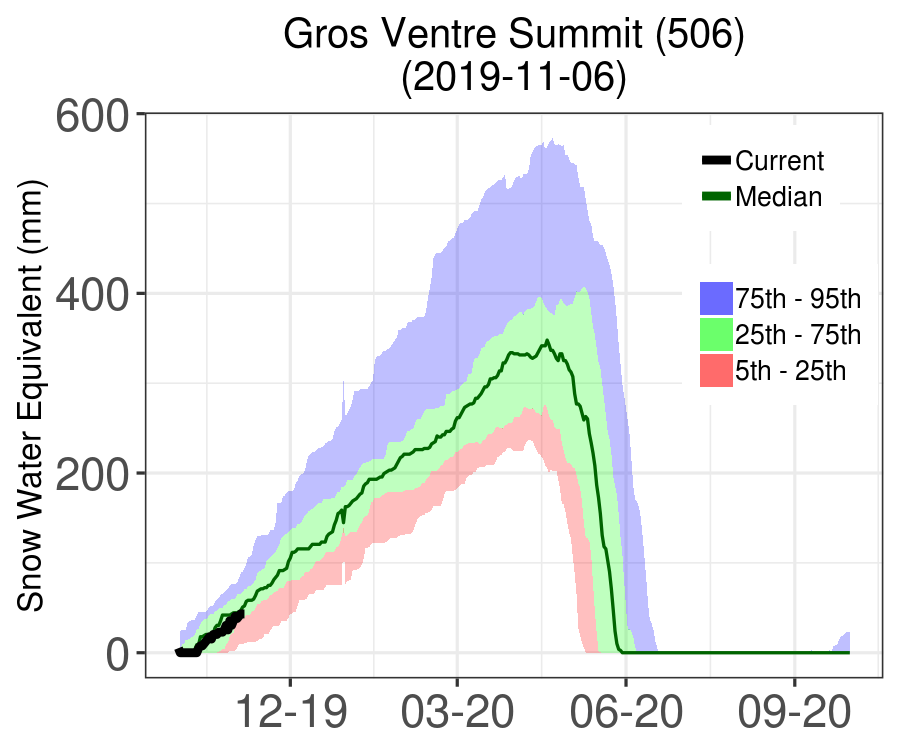 Gros Ventre Summit (506)
(2019-11-06)
Snow Water Equivalent (mm)
600
400
200
0
12-19
03-20
06-20
09-20
Current
Median
75th - 95th
25th - 75th
5th - 25th